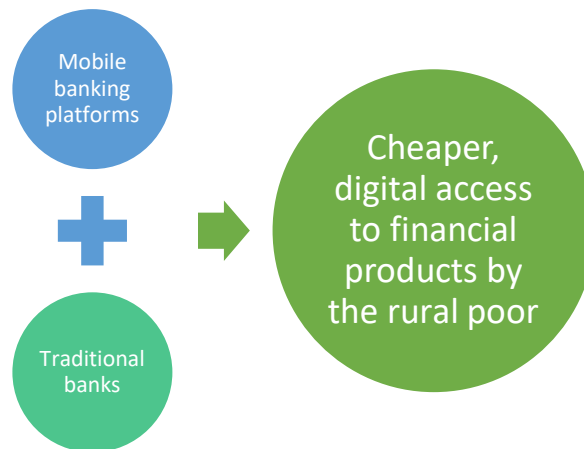 Mobile
banking
platforms
Traditional
banks
Cheaper,
digital access
to financial
products by
the rural poor